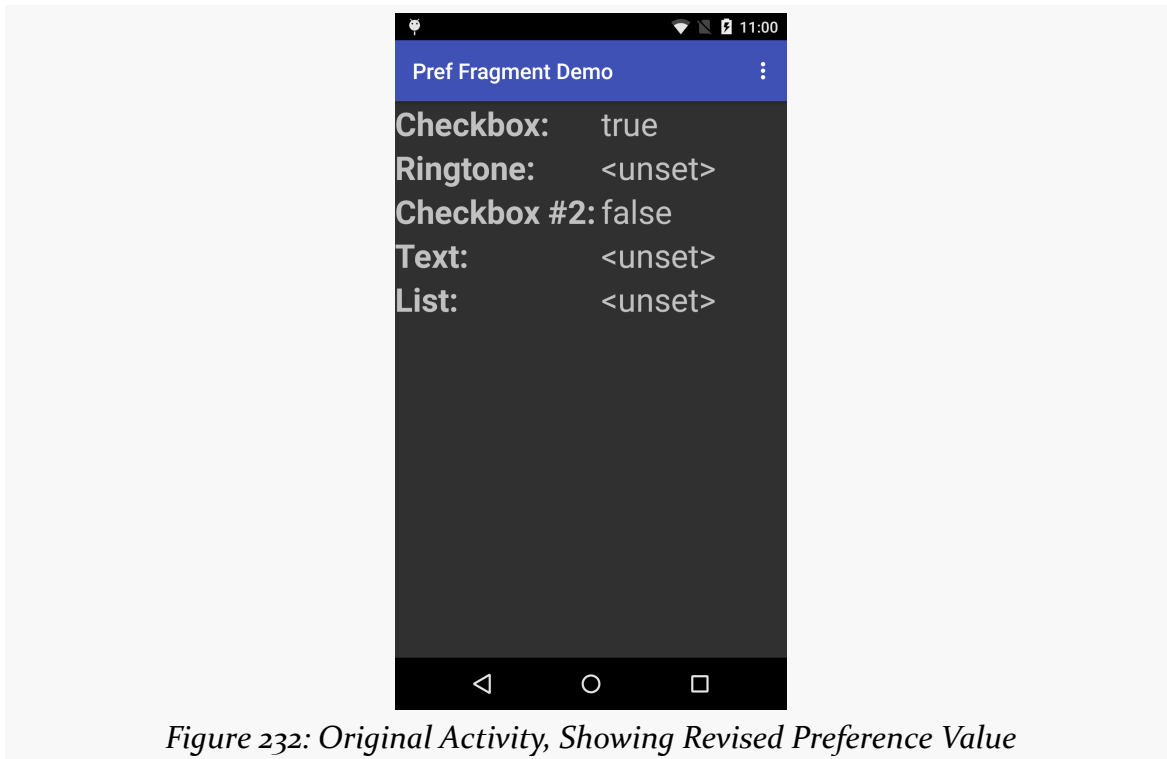 11:00
Pref Fragment Demo
Checkbox: true
Ringtone: <unset>
Checkbox #2: false
Text: <unset>
List: <unset>
Figure 232: Original Activity, Showing Revised Preference Value